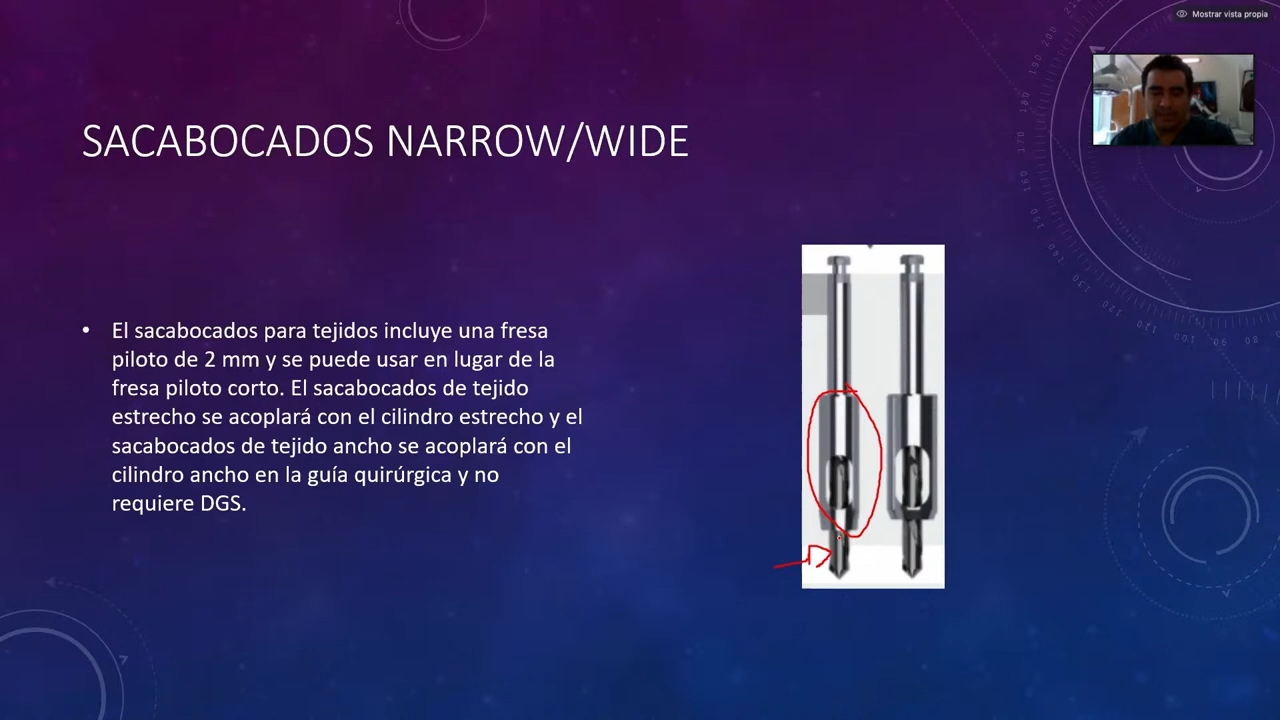 Mostrar vista propia
SACABOCADOS NARROW/WIDE
• El sacabocados para tejidos incluye una fresa
piloto de 2 mm y se puede usar en lugar de la
fresa piloto corto. El sacabocados de tejido
estrecho se acoplará con el cilindro estrecho y el
sacabocados de tejido ancho se acoplará con el
cilindro ancho en la guía quirúrgica y no
requiere DGS.